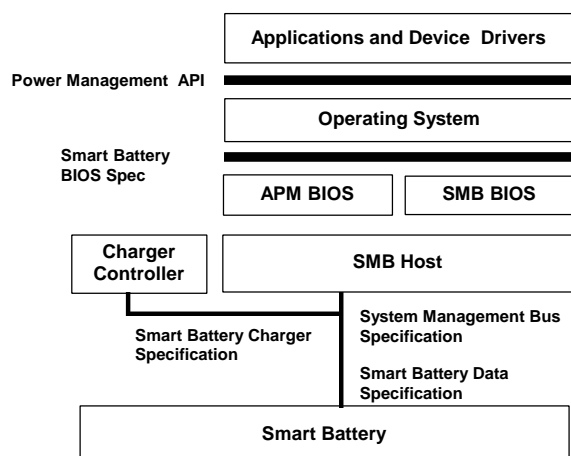 Applications and Device Drivers
Power Management API
Operating System
Smart Battery
BIOS Spec
APM BIOS
SMB BIOS
Charger
Controller
SMB Host
Smart Battery Charger
Specification
System Management Bus
Specification
Smart Battery Data
Specification
Smart Battery